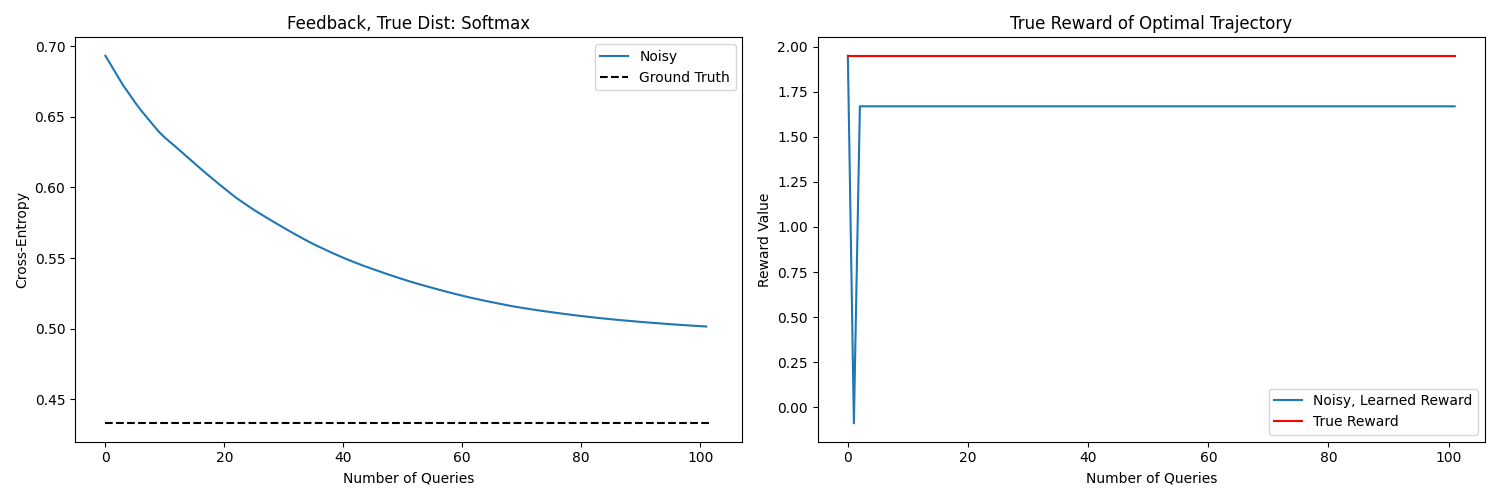 Feedback, True Dist: Softmax
0.70
0.65
0.60
0.55
0.50
0.45
Cross-Entropy
0
20
40
60
80
100
Number of Queries
Noisy
Ground Truth
True Reward of Optimal Trajectory
2.00
1.75
1.50
1.25
1.00
0.75
0.50
0.25
0.00
Reward Value
0
20
40
60
80
100
Number of Queries
Noisy, Learned Reward
True Reward